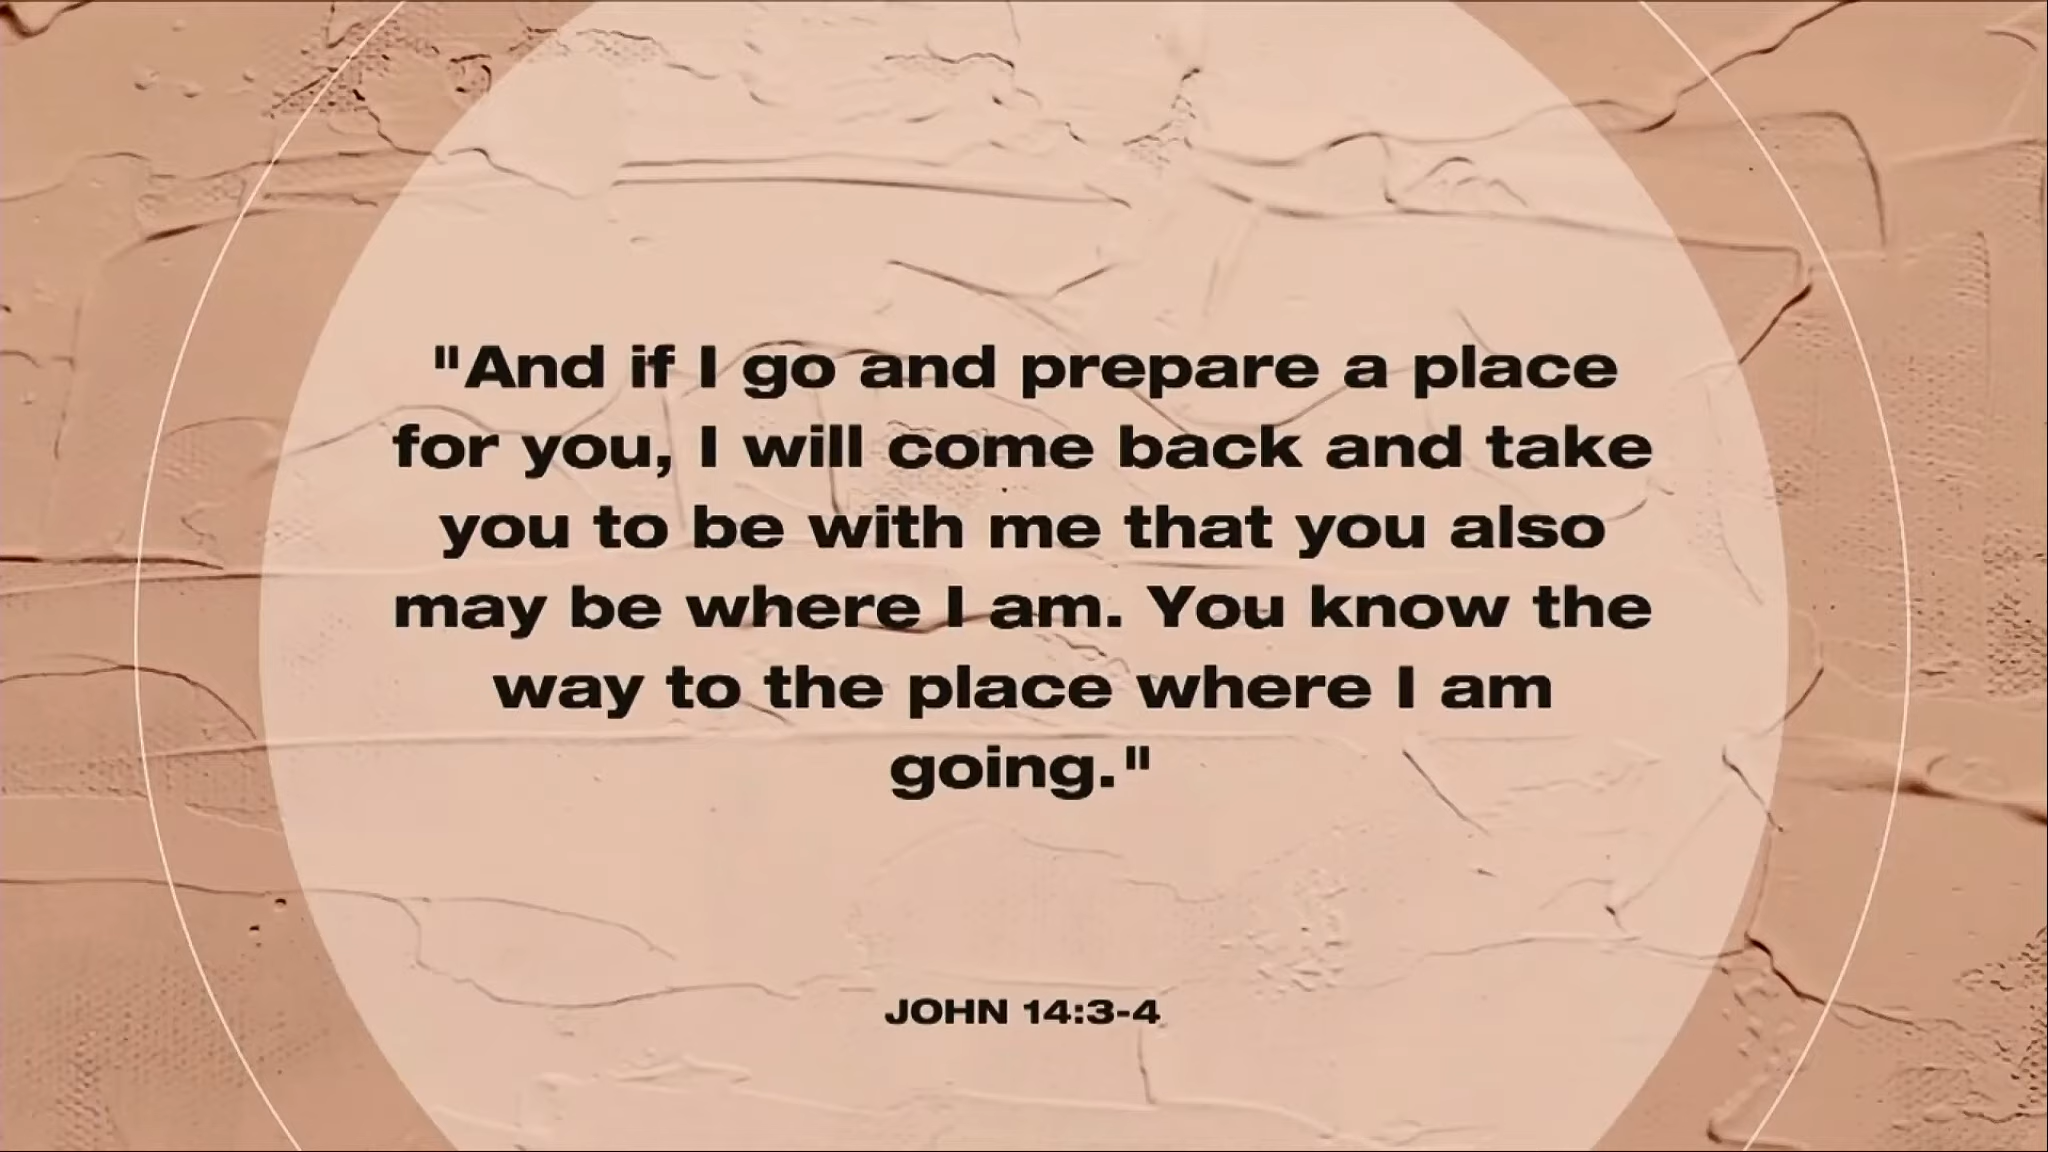 "And if I go and prepare a place
for you, I will come back and take
you to be with me that you also
may be where I am. You know the
way to the place where I am
going."
JOHN 14:3-4